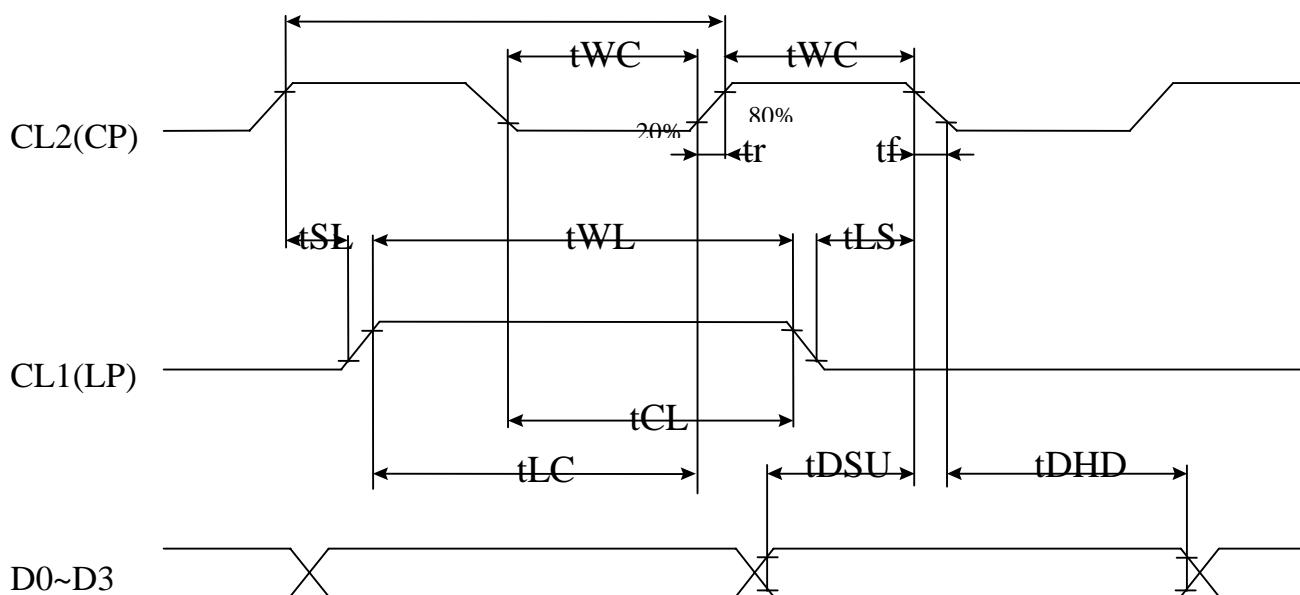 tWC tWC
CL2(CP) 20% 80%
tr tf
tSL tWL tLS
CL1(LP)
tCL
tLC tDSU tDHD
D0~D3